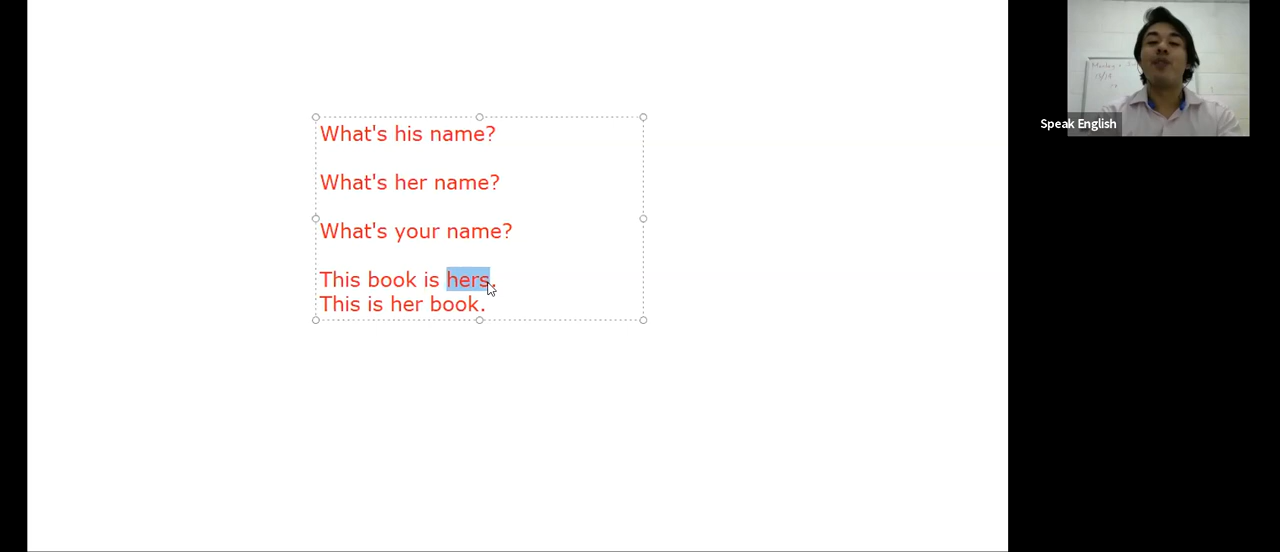 What's his name?
What's her name?
What's your name?
This book is hers.
This is her book.
Speak English